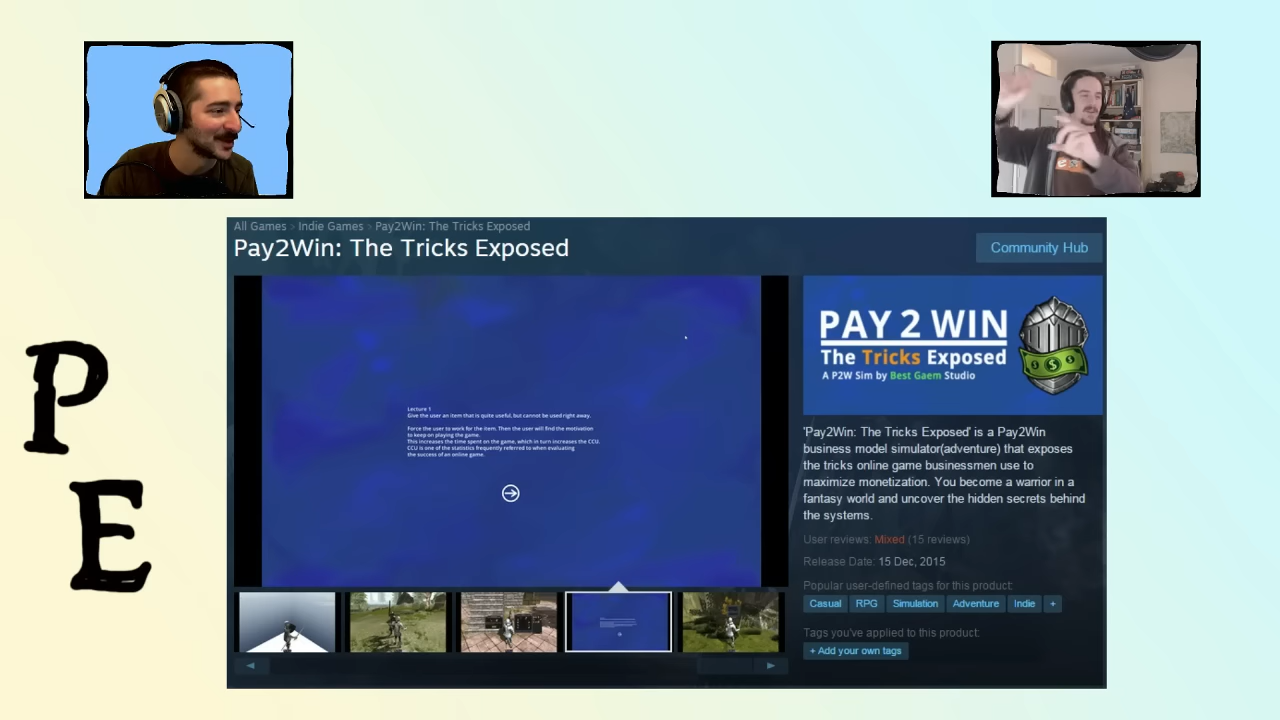 All Games > Indie Games > Pay2Win: The Tricks Exposed
Pay2Win: The Tricks Exposed
Community Hub
Lecture 1
Give the user an item that is quite useful, but cannot be used right away.
Force the user to work for the item. Then the user will find the motivation
to keep on playing the game.
This increases the time spent on the game, which in turn increases the CCU.
CCU is one of the statistics frequently referred to when evaluating
the success of an online game.
PAY 2 WIN
The Tricks Exposed
A P2W Sim by Best Gaem Studio
'Pay2Win: The Tricks Exposed' is a Pay2Win
business model simulator(adventure) that exposes
the tricks online game businessmen use to
maximize monetization. You become a warrior in a
fantasy world and uncover the hidden secrets behind
the systems.
User reviews: Mixed (15 reviews)
Release Date: 15 Dec, 2015
Popular user-defined tags for this product:
Casual RPG Simulation Adventure Indie +
Tags you've applied to this product:
+ Add your own tags
P
E